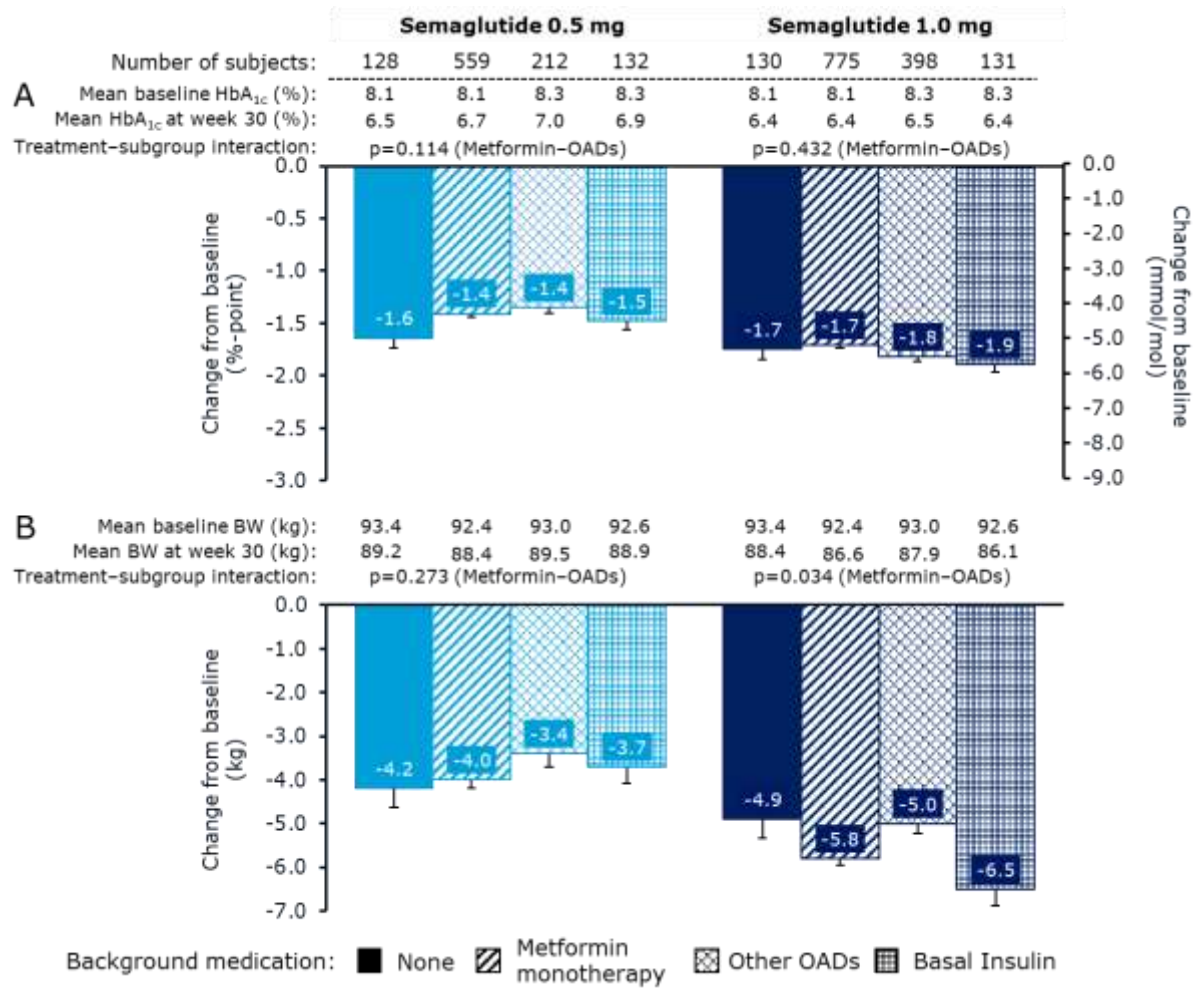 Semaglutide 0.5 mg Semaglutide 1.0 mg
Number of subjects: 128 559 212 132 130 775 398 131
A
Mean baseline HbA1c (%): 8.1 8.1 8.3 8.3 8.1 8.1 8.3 8.3
Mean HbA1c at week 30 (%): 6.5 6.7 7.0 6.9 6.4 6.4 6.5 6.4
Treatment–subgroup interaction: p=0.114 (Metformin–OADs) p=0.432 (Metformin–OADs)
Change from baseline
(%-point)
0.0
-0.5
-1.0
-1.5
-2.0
-2.5
-3.0
-1.6 -1.4 -1.4 -1.5 -1.7 -1.7 -1.8 -1.9
0.0
-1.0
-2.0
-3.0
-4.0
-5.0
-6.0
-7.0
-8.0
-9.0
Change from baseline
(mmol/mol)
B
Mean baseline BW (kg): 93.4 92.4 93.0 92.6 93.4 92.4 93.0 92.6
Mean BW at week 30 (kg): 89.2 88.4 89.5 88.9 88.4 86.6 87.9 86.1
Treatment–subgroup interaction: p=0.273 (Metformin–OADs) p=0.034 (Metformin–OADs)
Change from baseline
(kg)
0.0
-1.0
-2.0
-3.0
-4.0
-5.0
-6.0
-7.0
-4.2 -4.0 -3.4 -3.7 -4.9 -5.8 -5.0 -6.5
Background medication: None Metformin monotherapy Other OADs Basal Insulin